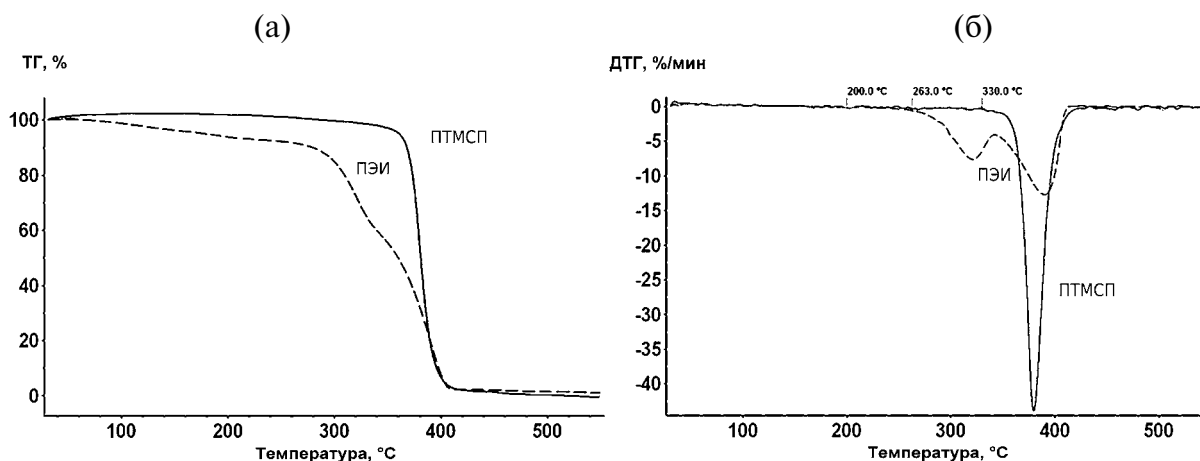 (а)
ТГ, %
100
80
60
40
20
0
ПТМСП
ПЭИ
100 200 300 400 500
Температура, °C
(б)
ДТГ, %/мин
200.0 °C 263.0 °C 330.0 °C
0
-5
-10
-15
-20
-25
-30
-35
-40
ПЭИ
ПТМСП
100 200 300 400 500
Температура, °C